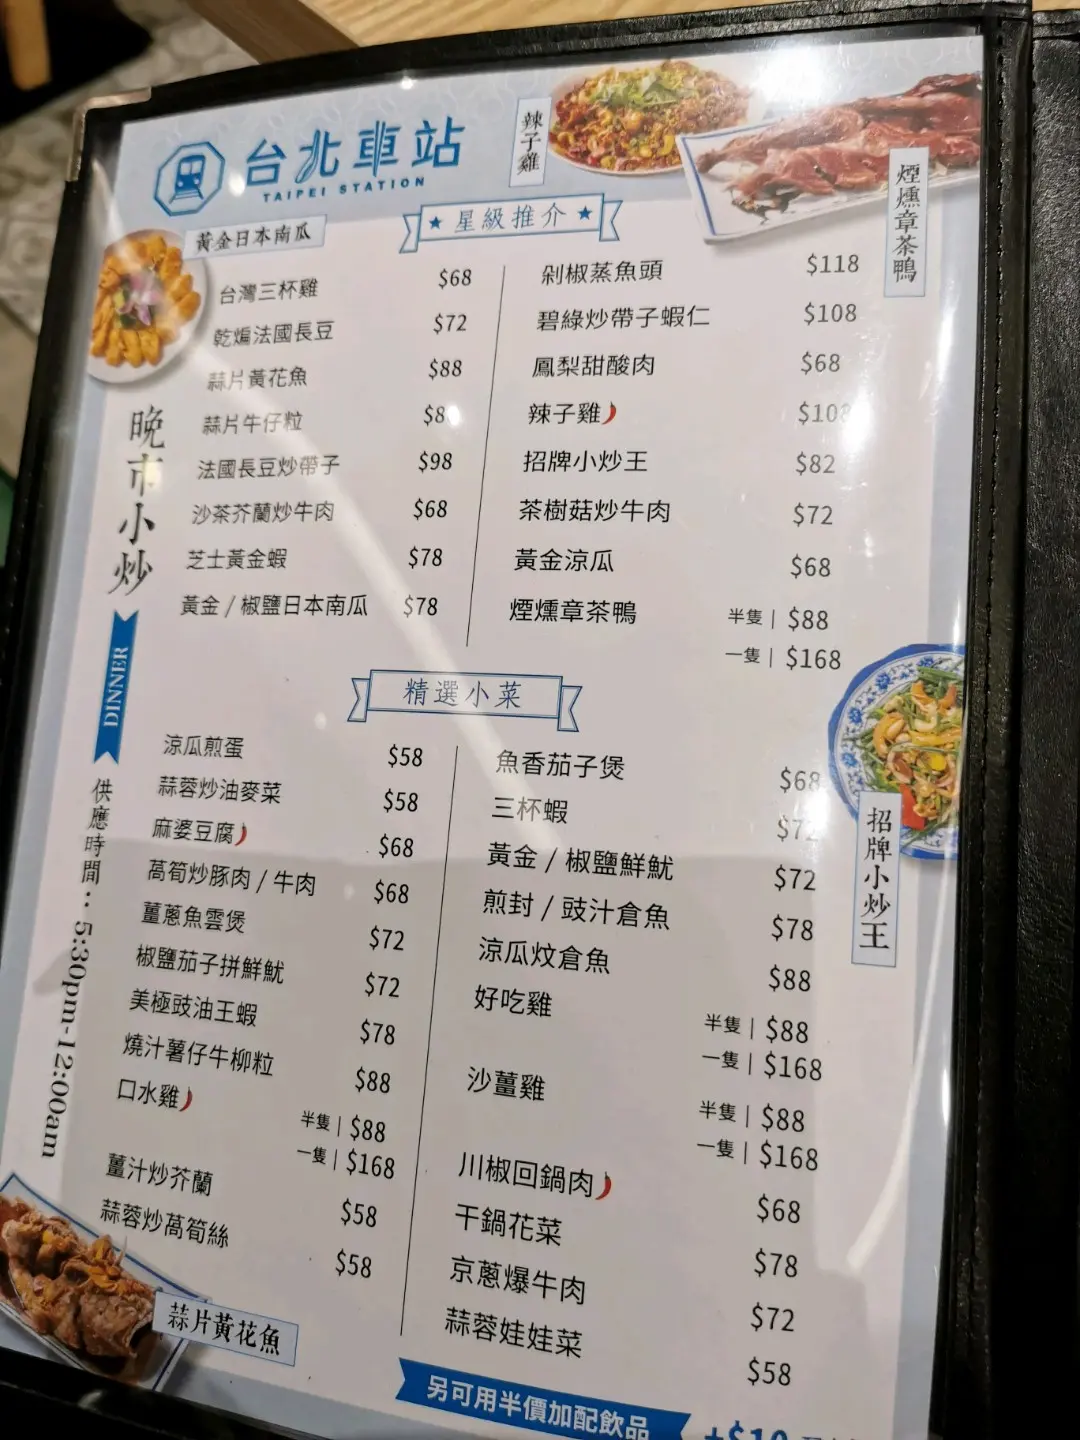 台北車站
TAIPEI STATION
辣子雞
煙燻章茶鴨
黃金日本南瓜
星級推介
台灣三杯雞 $68
乾煸法國長豆 $72
蒜片黃花魚 $88
蒜片牛仔粒
法國長豆炒帶子 $98
沙茶芥蘭炒牛肉 $68
芝士黃金蝦 $78
黃金 / 椒鹽日本南瓜 $78
剁椒蒸魚頭 $118
碧綠炒帶子蝦仁 $108
鳳梨甜酸肉 $68
辣子雞 $108
招牌小炒王 $82
茶樹菇炒牛肉 $72
黃金涼瓜 $68
煙燻章茶鴨 半隻 | $88
一隻 | $168
晚市小炒
DINNER
供應時間：5:30pm-12:00am
精選小菜
涼瓜煎蛋 $58
蒜蓉炒油麥菜 $58
麻婆豆腐 $68
萵筍炒豚肉 / 牛肉 $68
薑蔥魚雲煲 $72
椒鹽茄子拼鮮魷 $72
美極豉油王蝦 $78
燒汁薯仔牛柳粒 $88
口水雞 半隻 | $88
一隻 | $168
薑汁炒芥蘭 $58
蒜蓉炒萵筍絲 $58
魚香茄子煲 $68
三杯蝦 $72
黃金 / 椒鹽鮮魷 $72
煎封 / 豉汁倉魚 $78
涼瓜炆倉魚 $88
好吃雞 半隻 | $88
一隻 | $168
沙薑雞 半隻 | $88
一隻 | $168
川椒回鍋肉 $68
干鍋花菜 $78
京蔥爆牛肉 $72
蒜蓉娃娃菜 $58
招牌小炒王
蒜片黃花魚
另可用半價加配飲品
+$10